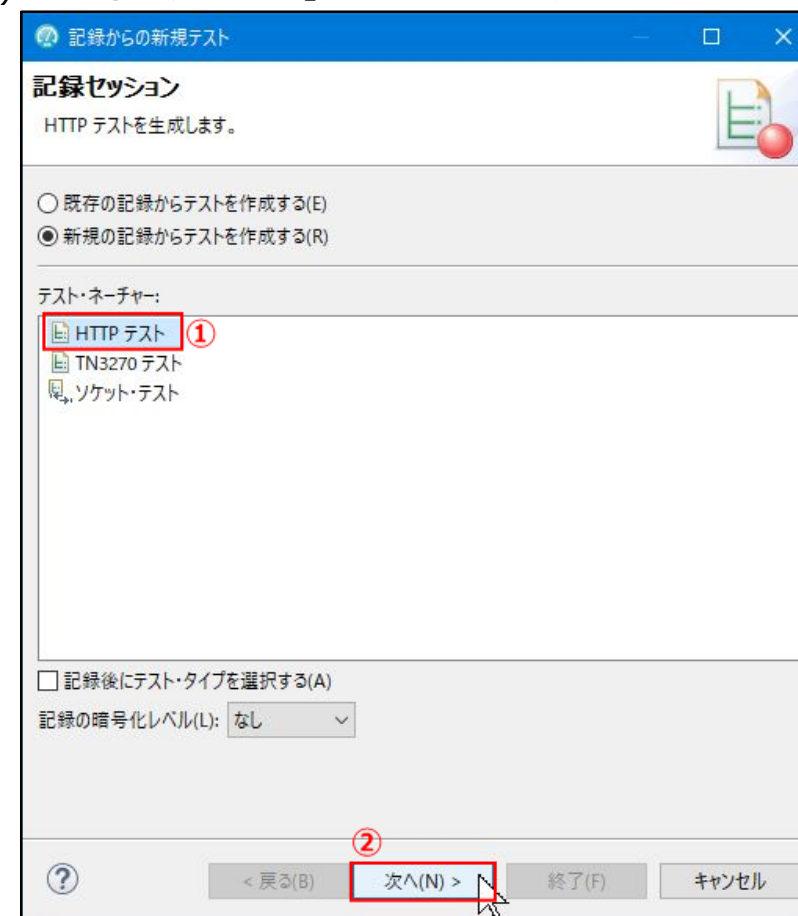 記録からの新規テスト
記録セッション
HTTP テストを生成します。
既存の記録からテストを作成する(E)
新規の記録からテストを作成する(R)
テスト・ネーチャー:
HTTP テスト ①
TN3270 テスト
ソケット・テスト
記録後にテスト・タイプを選択する(A)
記録の暗号化レベル(L): なし
②
< 戻る(B) 次へ(N) > 終了(F) キャンセル